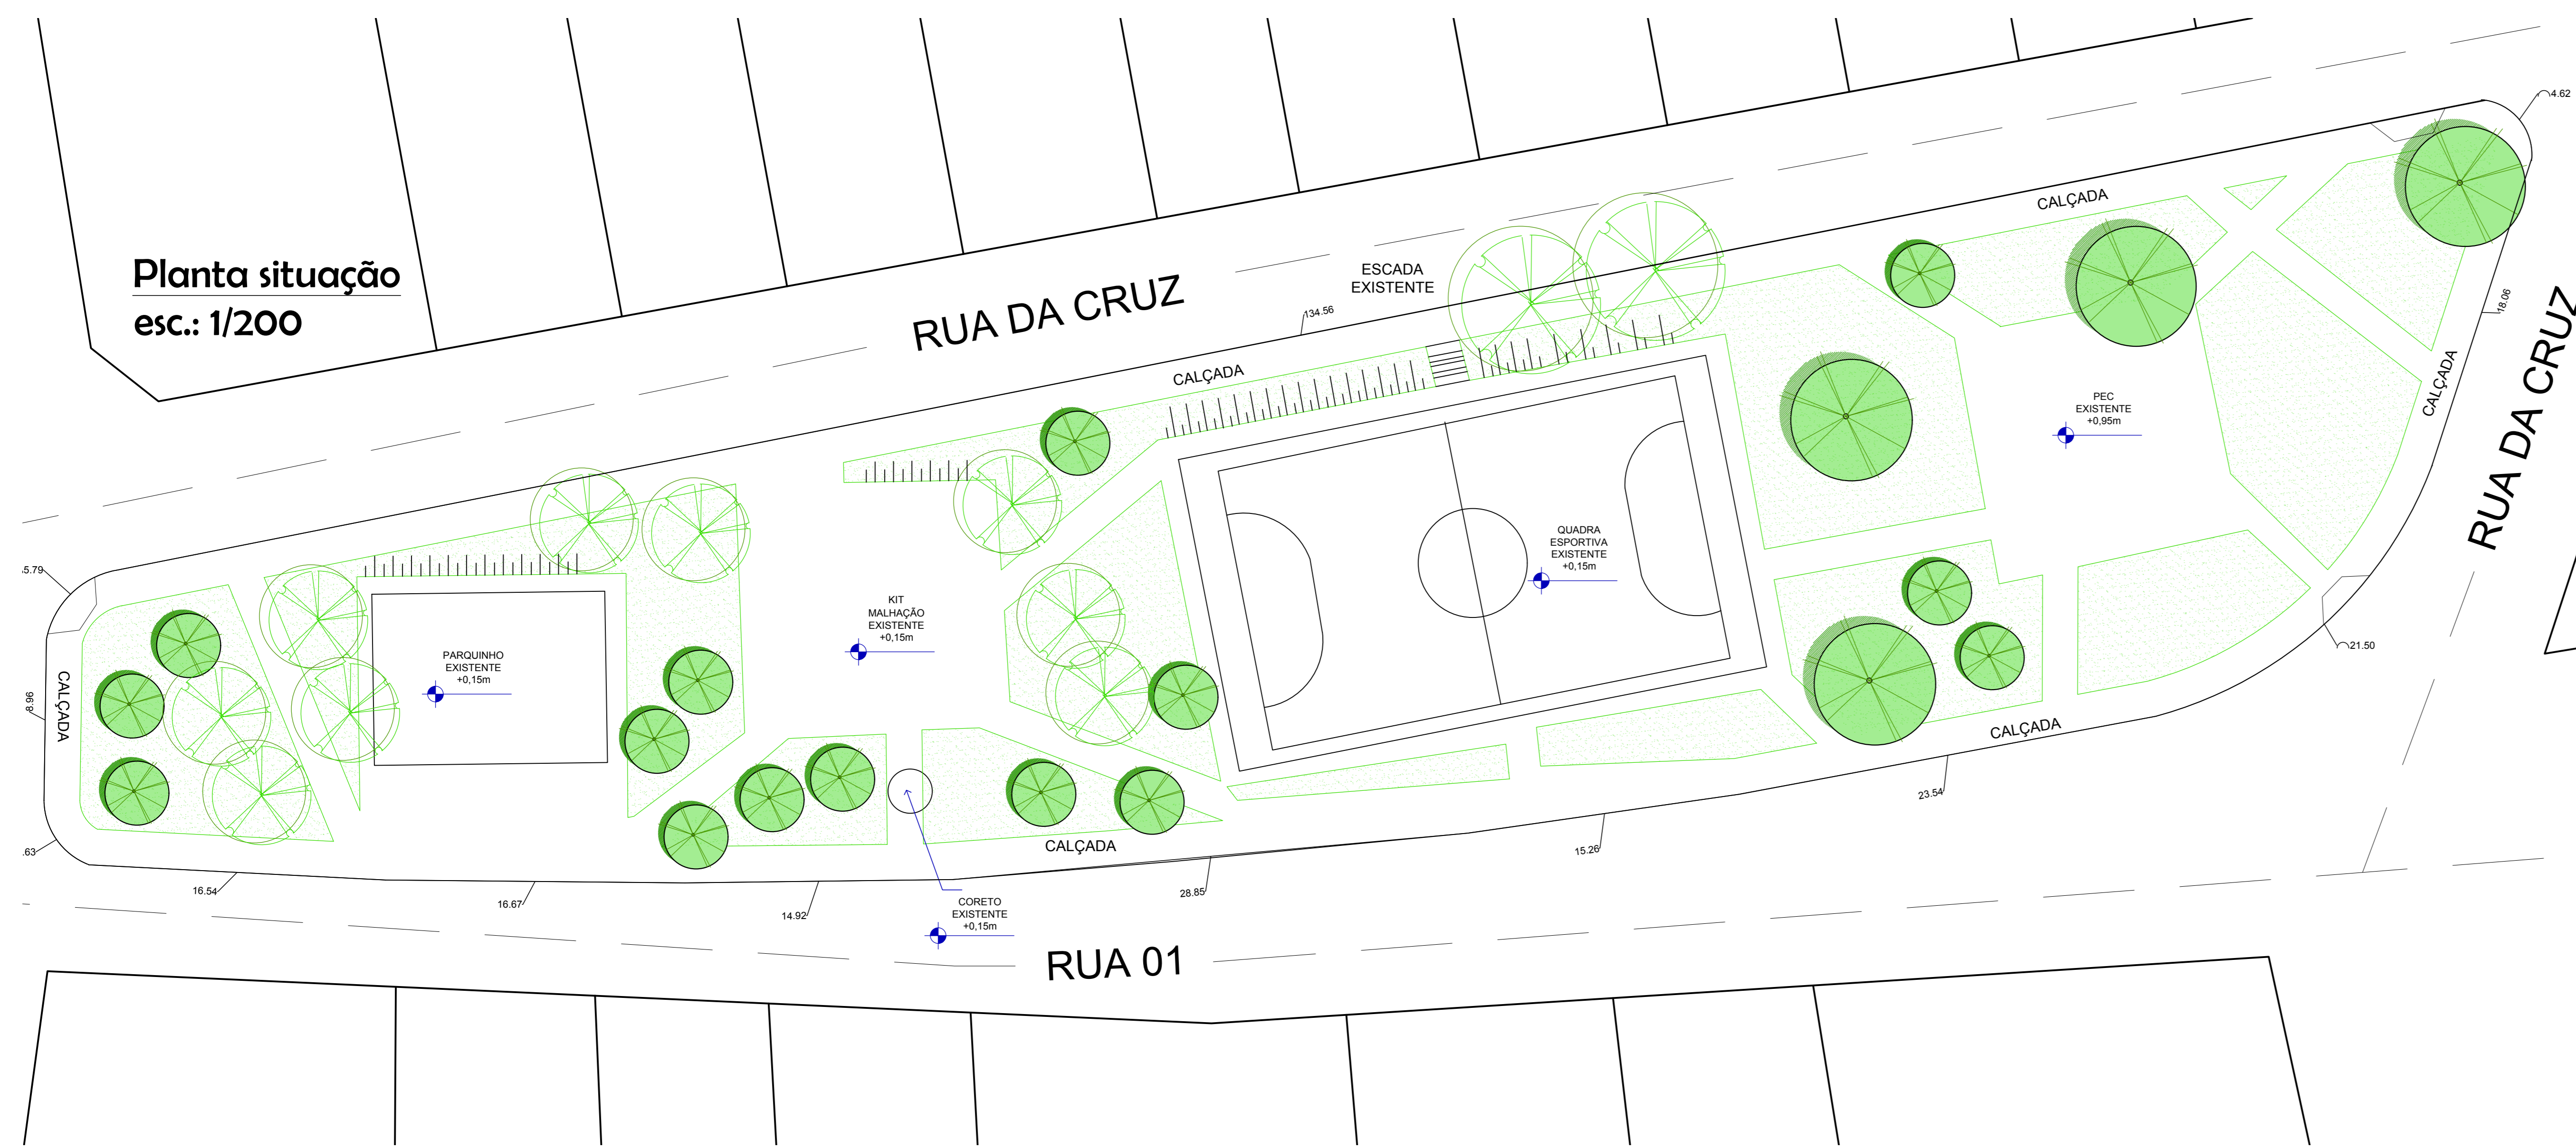 Planta situação
esc.: 1/200
RUA DA CRUZ
ESCADA
EXISTENTE
134.56
CALÇADA
CALÇADA
4.62
18.06
CALÇADA
RUA DA CRUZ
PEC
EXISTENTE
+0,95m
QUADRA
ESPORTIVA
EXISTENTE
+0,15m
KIT
MALHAÇÃO
EXISTENTE
+0,15m
PARQUINHO
EXISTENTE
+0,15m
5.79
8.96
CALÇADA
.63
16.54
16.67
14.92
CORETO
EXISTENTE
+0,15m
CALÇADA
28.85
15.26
23.54
CALÇADA
21.50
RUA 01